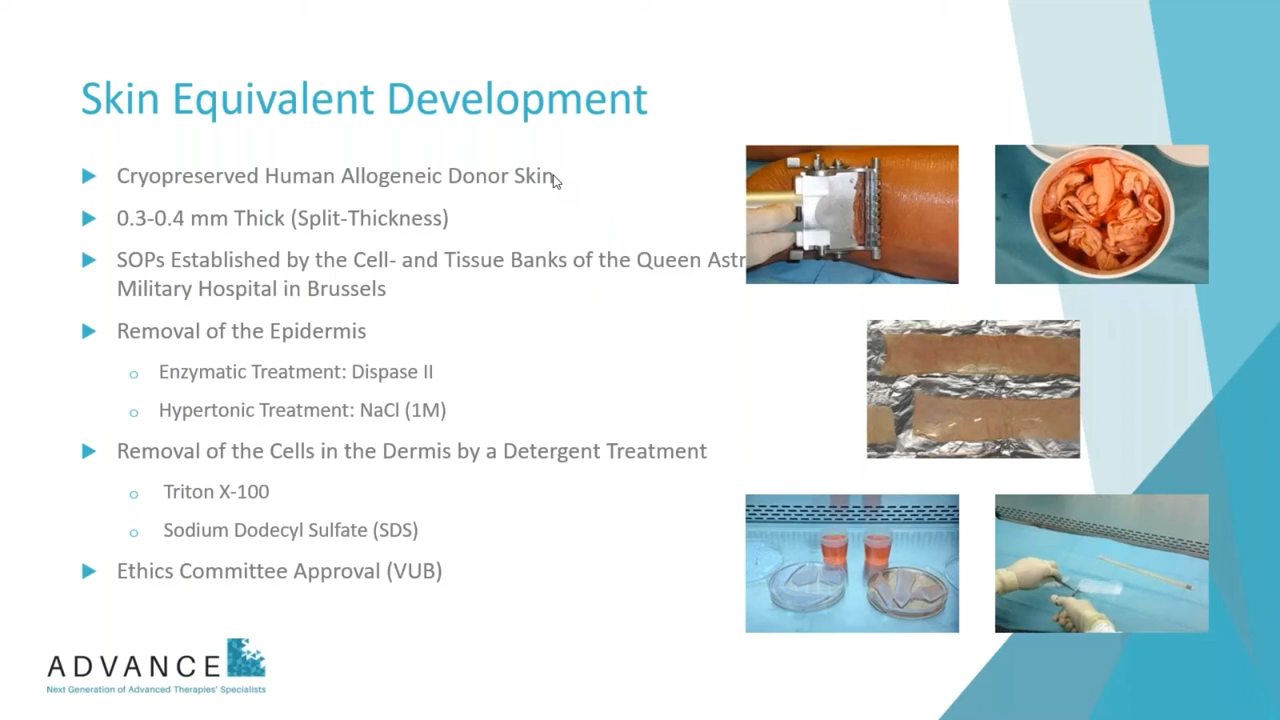 Skin Equivalent Development
Cryopreserved Human Allogeneic Donor Skin
0.3-0.4 mm Thick (Split-Thickness)
SOPs Established by the Cell- and Tissue Banks of the Queen Astr
Military Hospital in Brussels
Removal of the Epidermis
Enzymatic Treatment: Dispase II
Hypertonic Treatment: NaCl (1M)
Removal of the Cells in the Dermis by a Detergent Treatment
Triton X-100
Sodium Dodecyl Sulfate (SDS)
Ethics Committee Approval (VUB)
ADVANCE
Next Generation of Advanced Therapies' Specialists